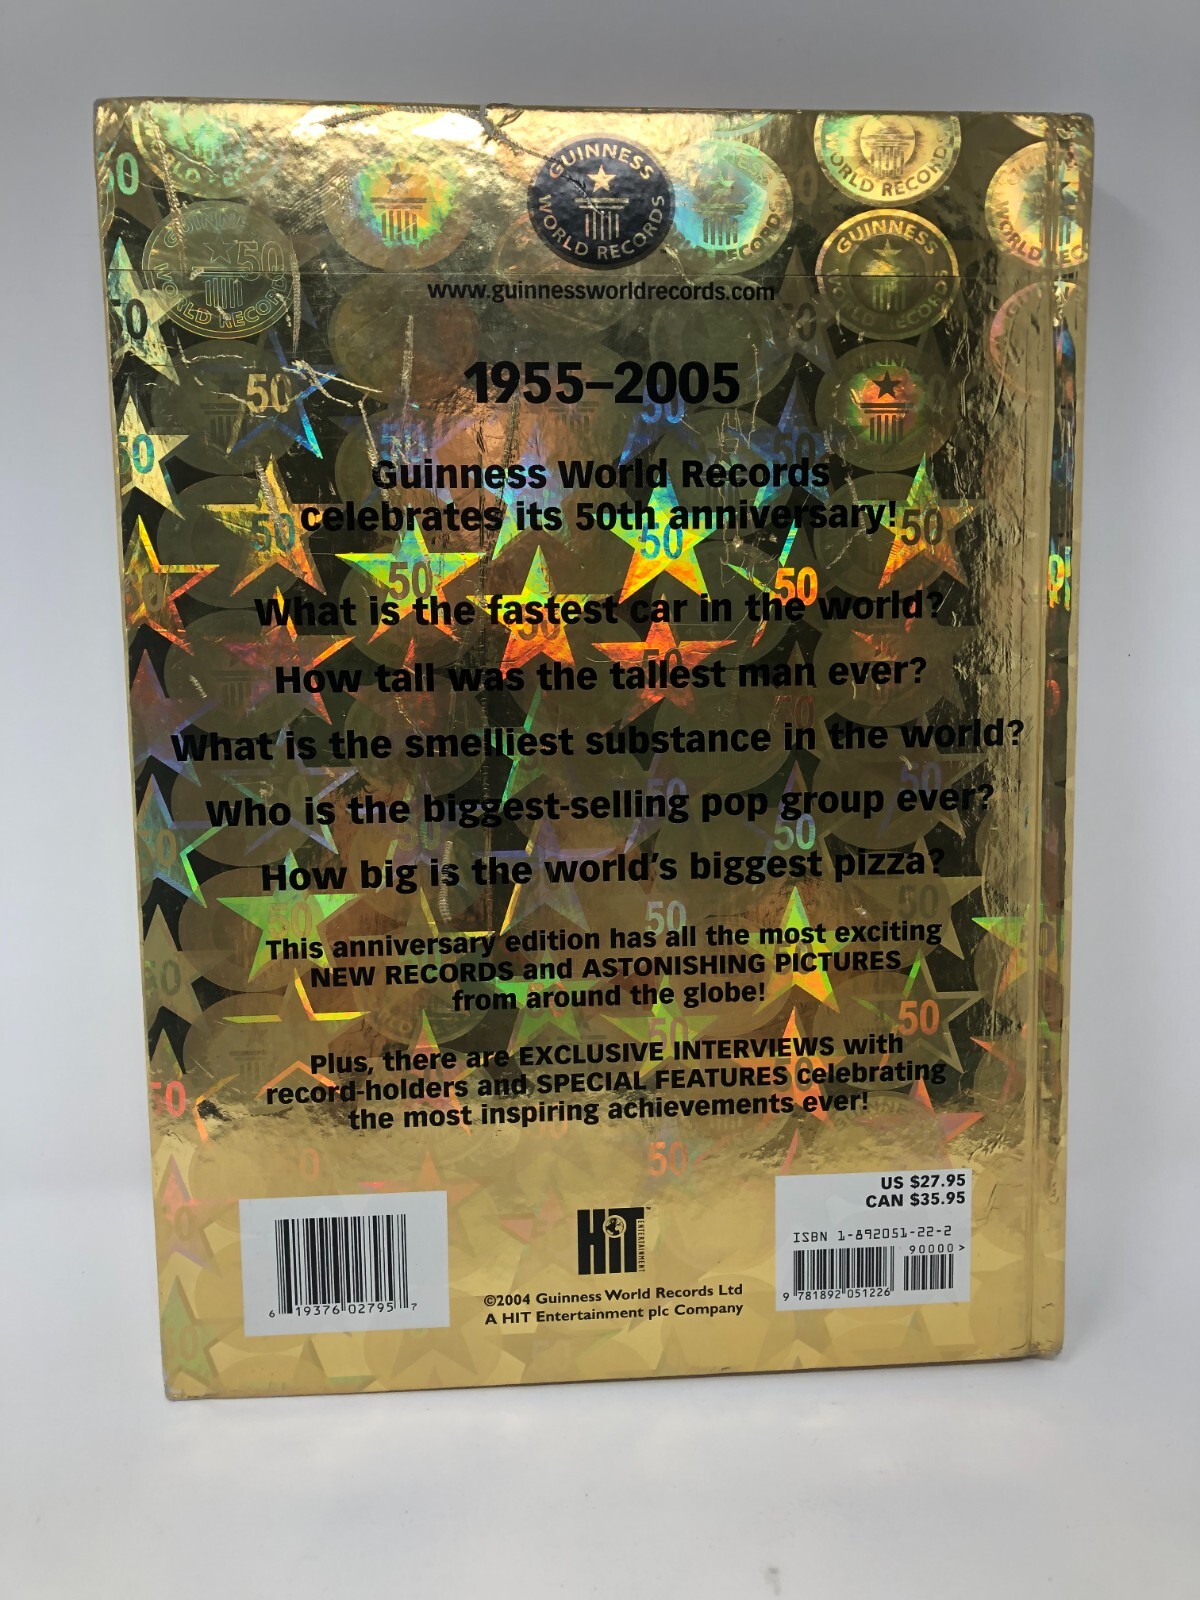 GUINNESS
WORLD RECORDS
www.guinnessworldrecords.com
1955–2005
Guinness World Records
celebrates its 50th anniversary!
What is the fastest car in the world?
How tall was the tallest man ever?
What is the smelliest substance in the world?
Who is the biggest-selling pop group ever?
How big is the world's biggest pizza?
This anniversary edition has all the most exciting
NEW RECORDS and ASTONISHING PICTURES
from around the globe!
Plus, there are EXCLUSIVE INTERVIEWS with
record-holders and SPECIAL FEATURES celebrating
the most inspiring achievements ever!
US $27.95
CAN $35.95
ISBN 1-892051-22-2
90000>
9 781892 051226
6 19376 02795 7
HiT
ENTERTAINMENT
©2004 Guinness World Records Ltd
A HIT Entertainment plc Company